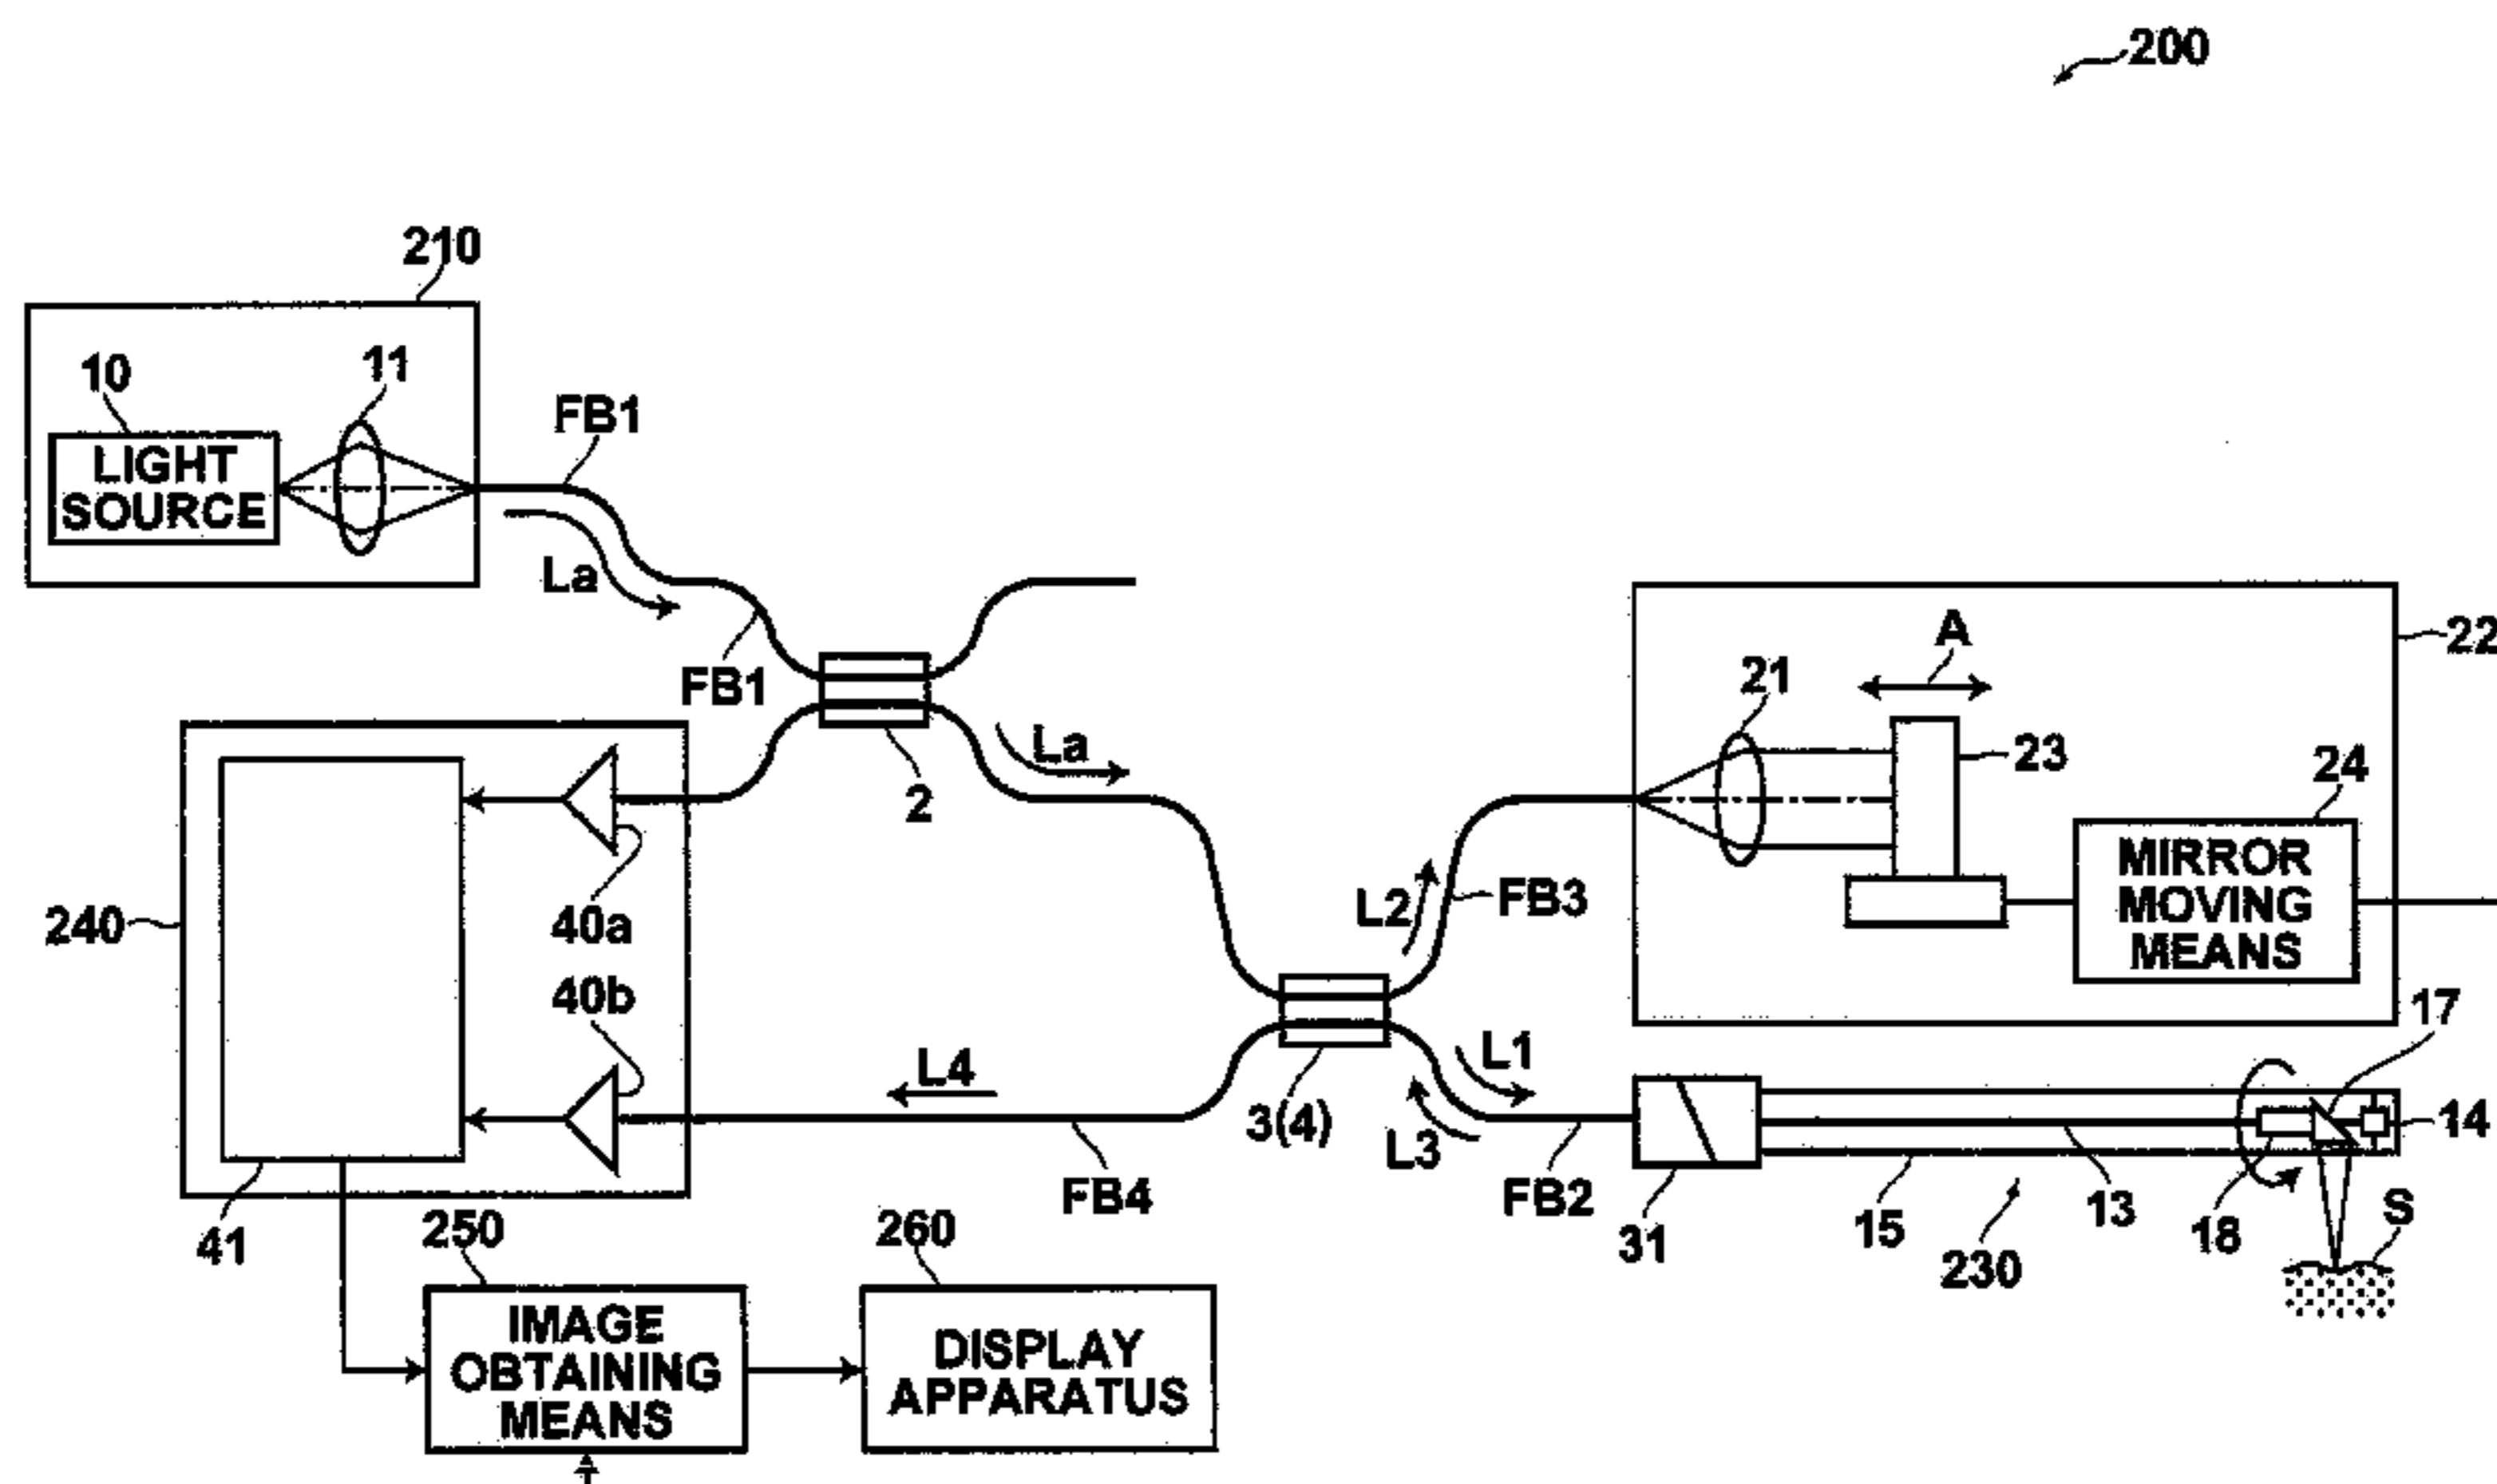 200
210
10
11
FB1
LIGHT
SOURCE
La
FB1
2
La
A
21
22
23
24
MIRROR
MOVING
MEANS
L2
FB3
240
40a
40b
L4
3(4)
L1
L3
17
14
FB4
FB2
31
15
13
18
S
230
41
250
260
IMAGE
OBTAINING
MEANS
DISPLAY
APPARATUS